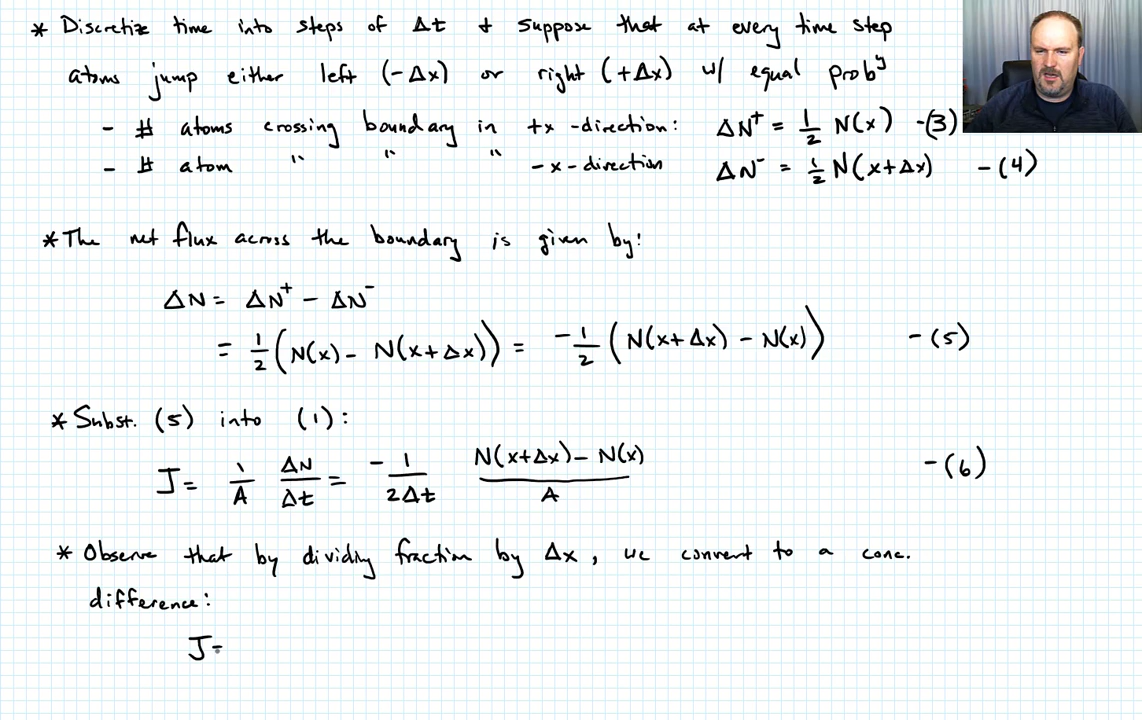 * Discretize time into steps of Δt + suppose that at every time step
atoms jump either left (-Δx) or right (+Δx) w/ equal prob^y
- # atoms crossing boundary in +x-direction: ΔN⁺ = 1/2 N(x) -(3)
- # atom " " " -x-direction ΔN⁻ = 1/2 N(x+Δx) -(4)
* The net flux across the boundary is given by:
ΔN = ΔN⁺ - ΔN⁻
= 1/2 (N(x) - N(x+Δx)) = -1/2 (N(x+Δx) - N(x)) -(5)
* Subst. (5) into (1):
J = 1/A ΔN/Δt = -1/2Δt N(x+Δx) - N(x)/A -(6)
* Observe that by dividing fraction by Δx, we convert to a conc.
difference:
J=